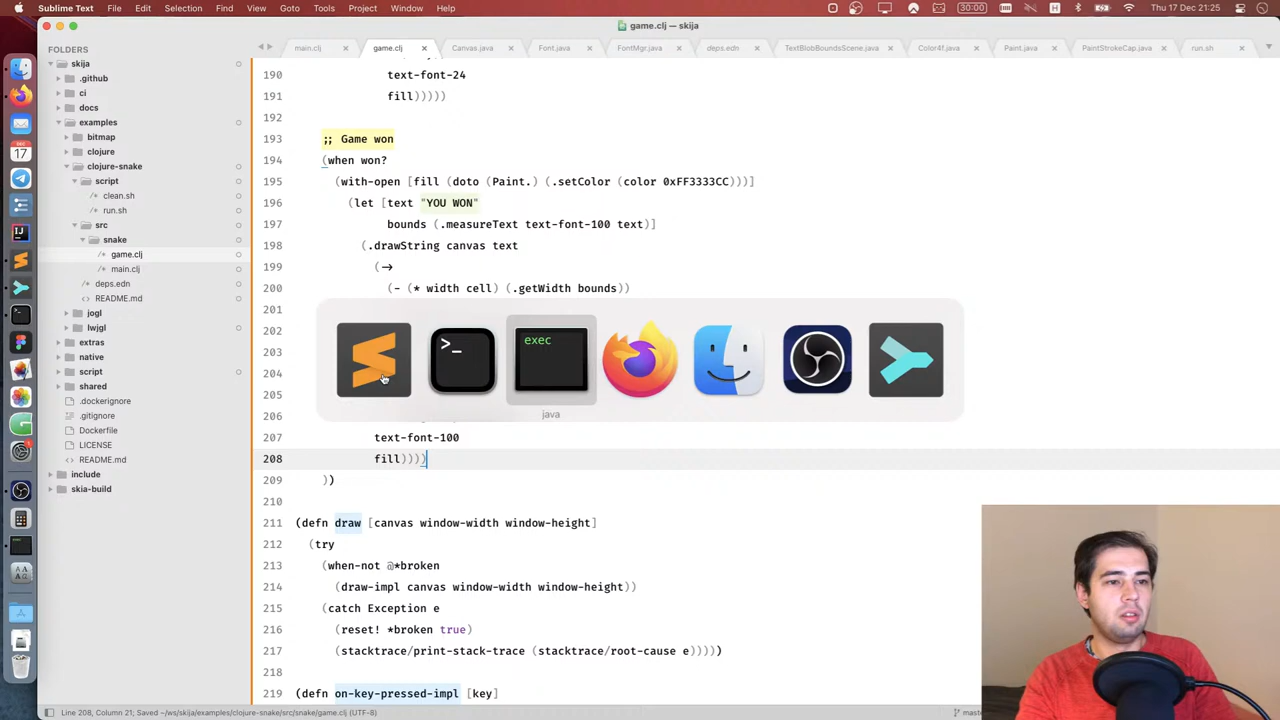 Sublime Text File Edit Selection Find View Goto Tools Project Window Help
Thu 17 Dec 21:25
game.clj — skija
FOLDERS
main.clj game.clj Canvas.java Font.java FontMgr.java deps.edn TextBlobBoundsScene.java Color4f.java Paint.java PaintStrokeCap.java run.sh
skija
.github
ci
docs
examples
bitmap
clojure
clojure-snake
script
clean.sh
run.sh
src
snake
game.clj
main.clj
deps.edn
README.md
jogl
lwjgl
extras
native
script
shared
.dockerignore
.gitignore
Dockerfile
LICENSE
README.md
include
skia-build
190 text-font-24
191 fill)))))
192
193 ;; Game won
194 (when won?
195 (with-open [fill (doto (Paint.) (.setColor (color 0xFF3333CC)))]
196 (let [text "YOU WON"
197 bounds (.measureText text-font-100 text)]
198 (.drawString canvas text
199 (->
200 (- (* width cell) (.getWidth bounds))
201
202
203
204
205
206
207 text-font-100
208 fill))))
209 ))
210
211 (defn draw [canvas window-width window-height]
212 (try
213 (when-not @*broken
214 (draw-impl canvas window-width window-height))
215 (catch Exception e
216 (reset! *broken true)
217 (stacktrace/print-stack-trace (stacktrace/root-cause e)))))
218
219 (defn on-key-pressed-impl [key]
exec
java
DEC
17
Line 208, Column 21; Saved ~/ws/skija/examples/clojure-snake/src/snake/game.clj (UTF-8)